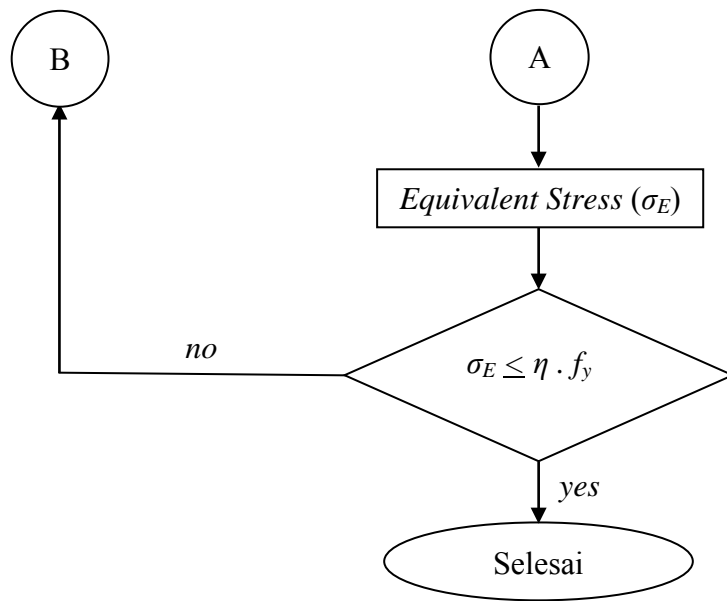 B
A
Equivalent Stress (σE)
σE ≤ η . fy
no
yes
Selesai